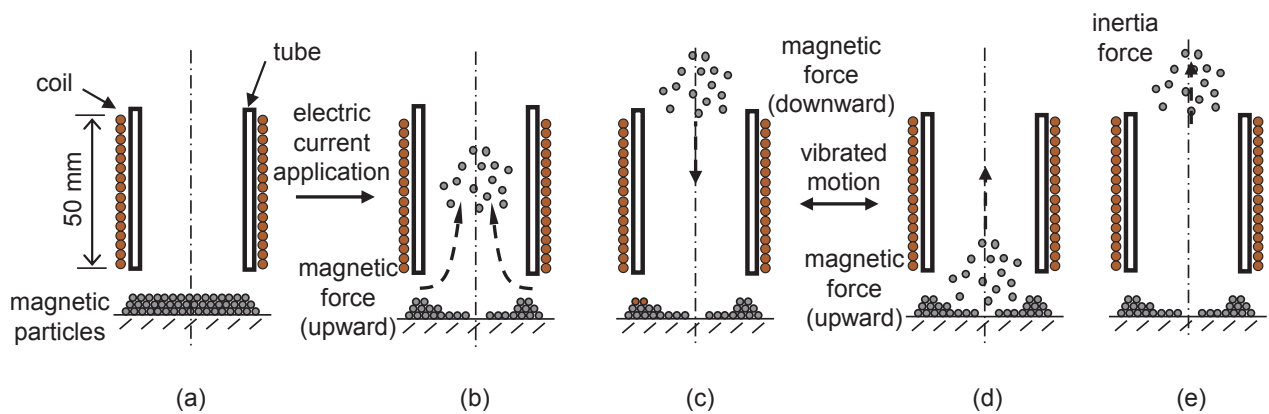 coil
tube
50 mm
magnetic
particles
(a)
electric
current
application
magnetic
force
(upward)
(b)
(c)
magnetic
force
(downward)
vibrated
motion
magnetic
force
(upward)
(d)
inertia
force
(e)